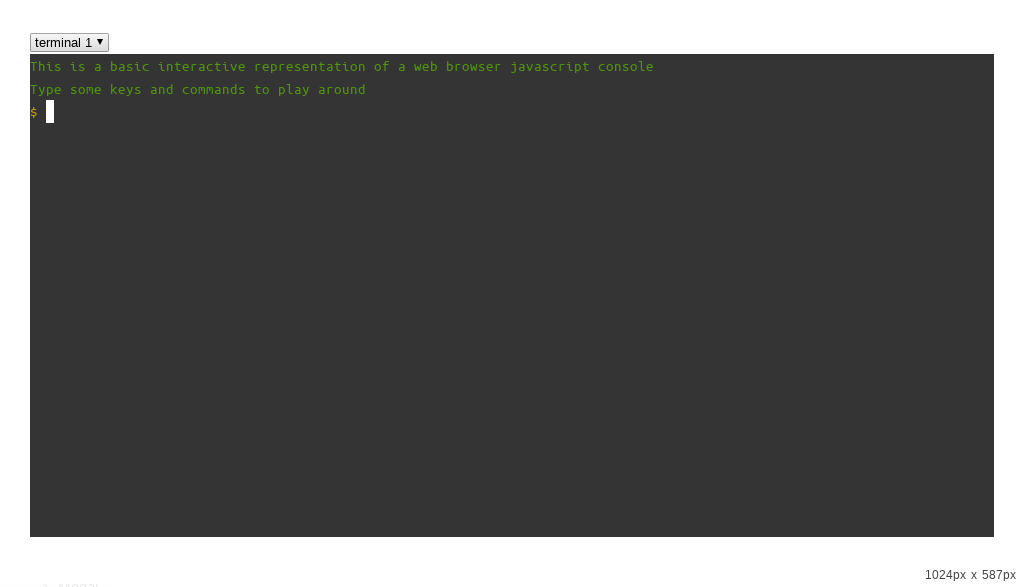 terminal 1
This is a basic interactive representation of a web browser javascript console
Type some keys and commands to play around
$
1024px x 587px